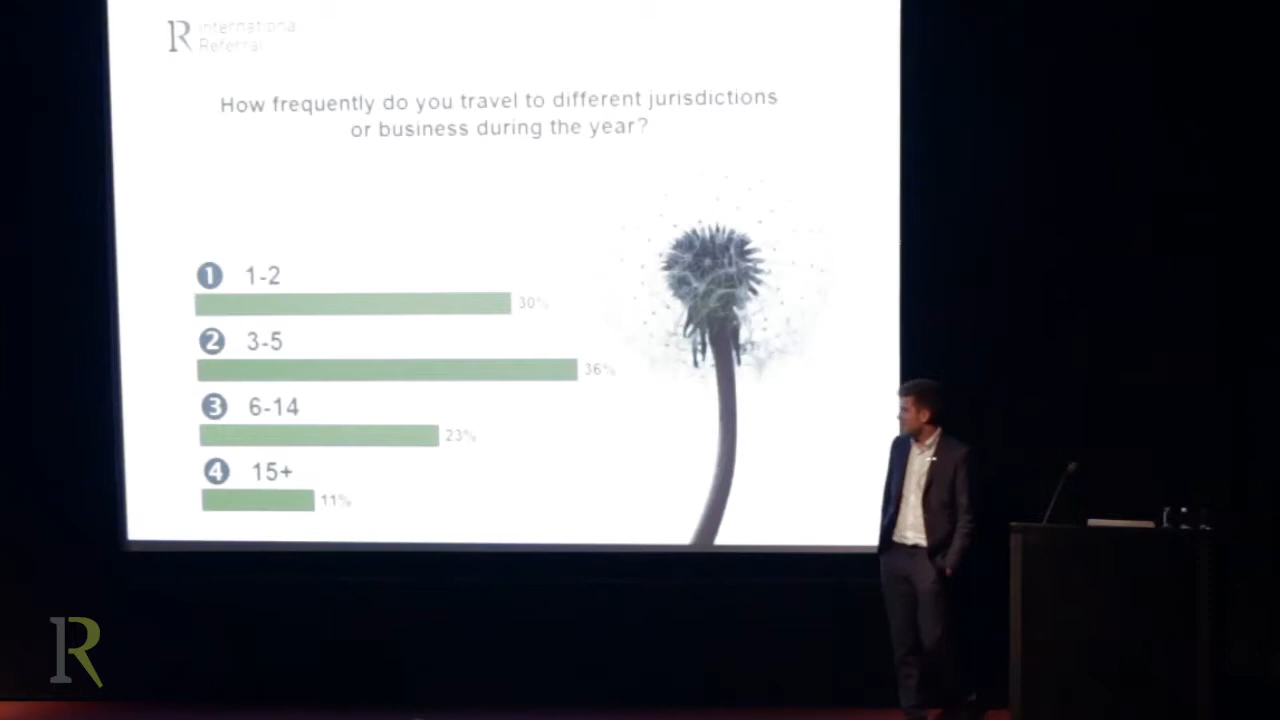 International
Referral
How frequently do you travel to different jurisdictions
or business during the year?
1 1-2
30%
2 3-5
36%
3 6-14
23%
4 15+
11%
R